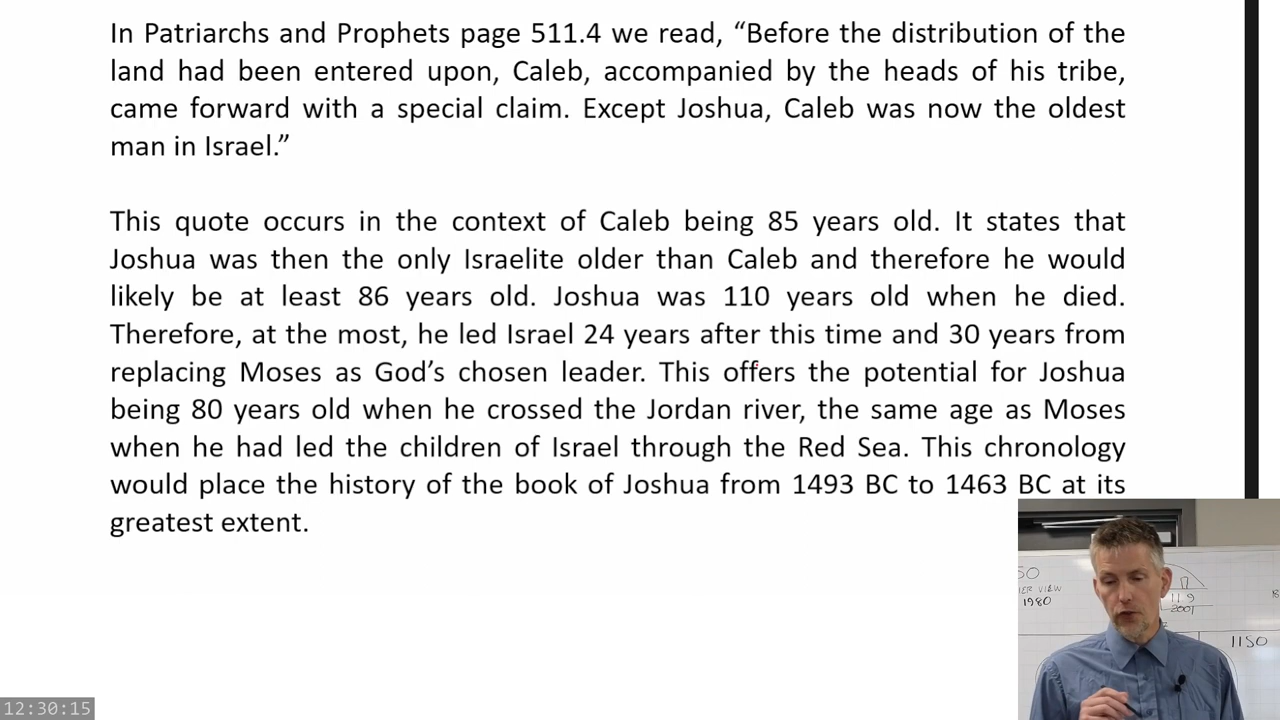 In Patriarchs and Prophets page 511.4 we read, “Before the distribution of the
land had been entered upon, Caleb, accompanied by the heads of his tribe,
came forward with a special claim. Except Joshua, Caleb was now the oldest
man in Israel.”
This quote occurs in the context of Caleb being 85 years old. It states that
Joshua was then the only Israelite older than Caleb and therefore he would
likely be at least 86 years old. Joshua was 110 years old when he died.
Therefore, at the most, he led Israel 24 years after this time and 30 years from
replacing Moses as God’s chosen leader. This offers the potential for Joshua
being 80 years old when he crossed the Jordan river, the same age as Moses
when he had led the children of Israel through the Red Sea. This chronology
would place the history of the book of Joshua from 1493 BC to 1463 BC at its
greatest extent.
50
IER VIEW
1980
11.9
2001
1150
12:30:15